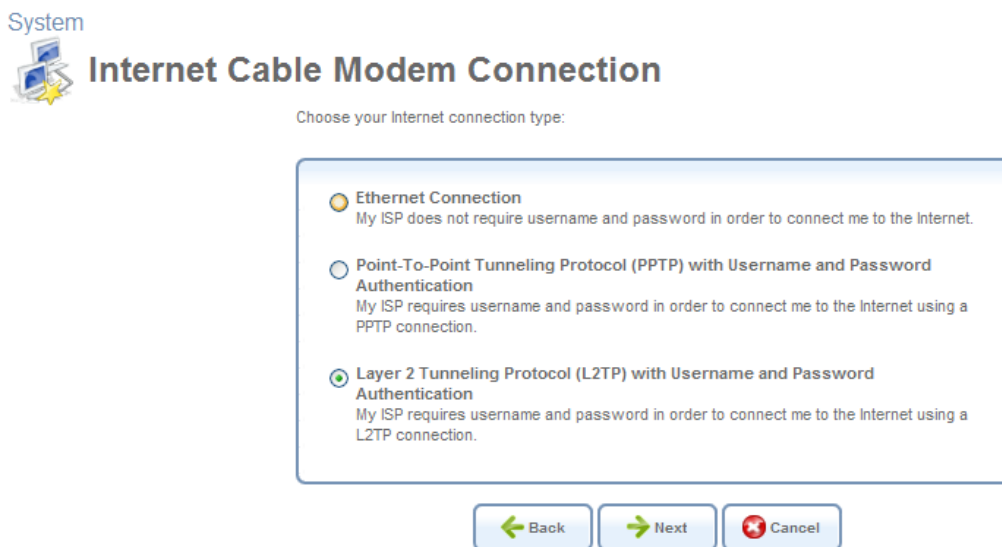 System
Internet Cable Modem Connection
Choose your Internet connection type:
Ethernet Connection
My ISP does not require username and password in order to connect me to the Internet.
Point-To-Point Tunneling Protocol (PPTP) with Username and Password
Authentication
My ISP requires username and password in order to connect me to the Internet using a
PPTP connection.
Layer 2 Tunneling Protocol (L2TP) with Username and Password
Authentication
My ISP requires username and password in order to connect me to the Internet using a
L2TP connection.
Back Next Cancel